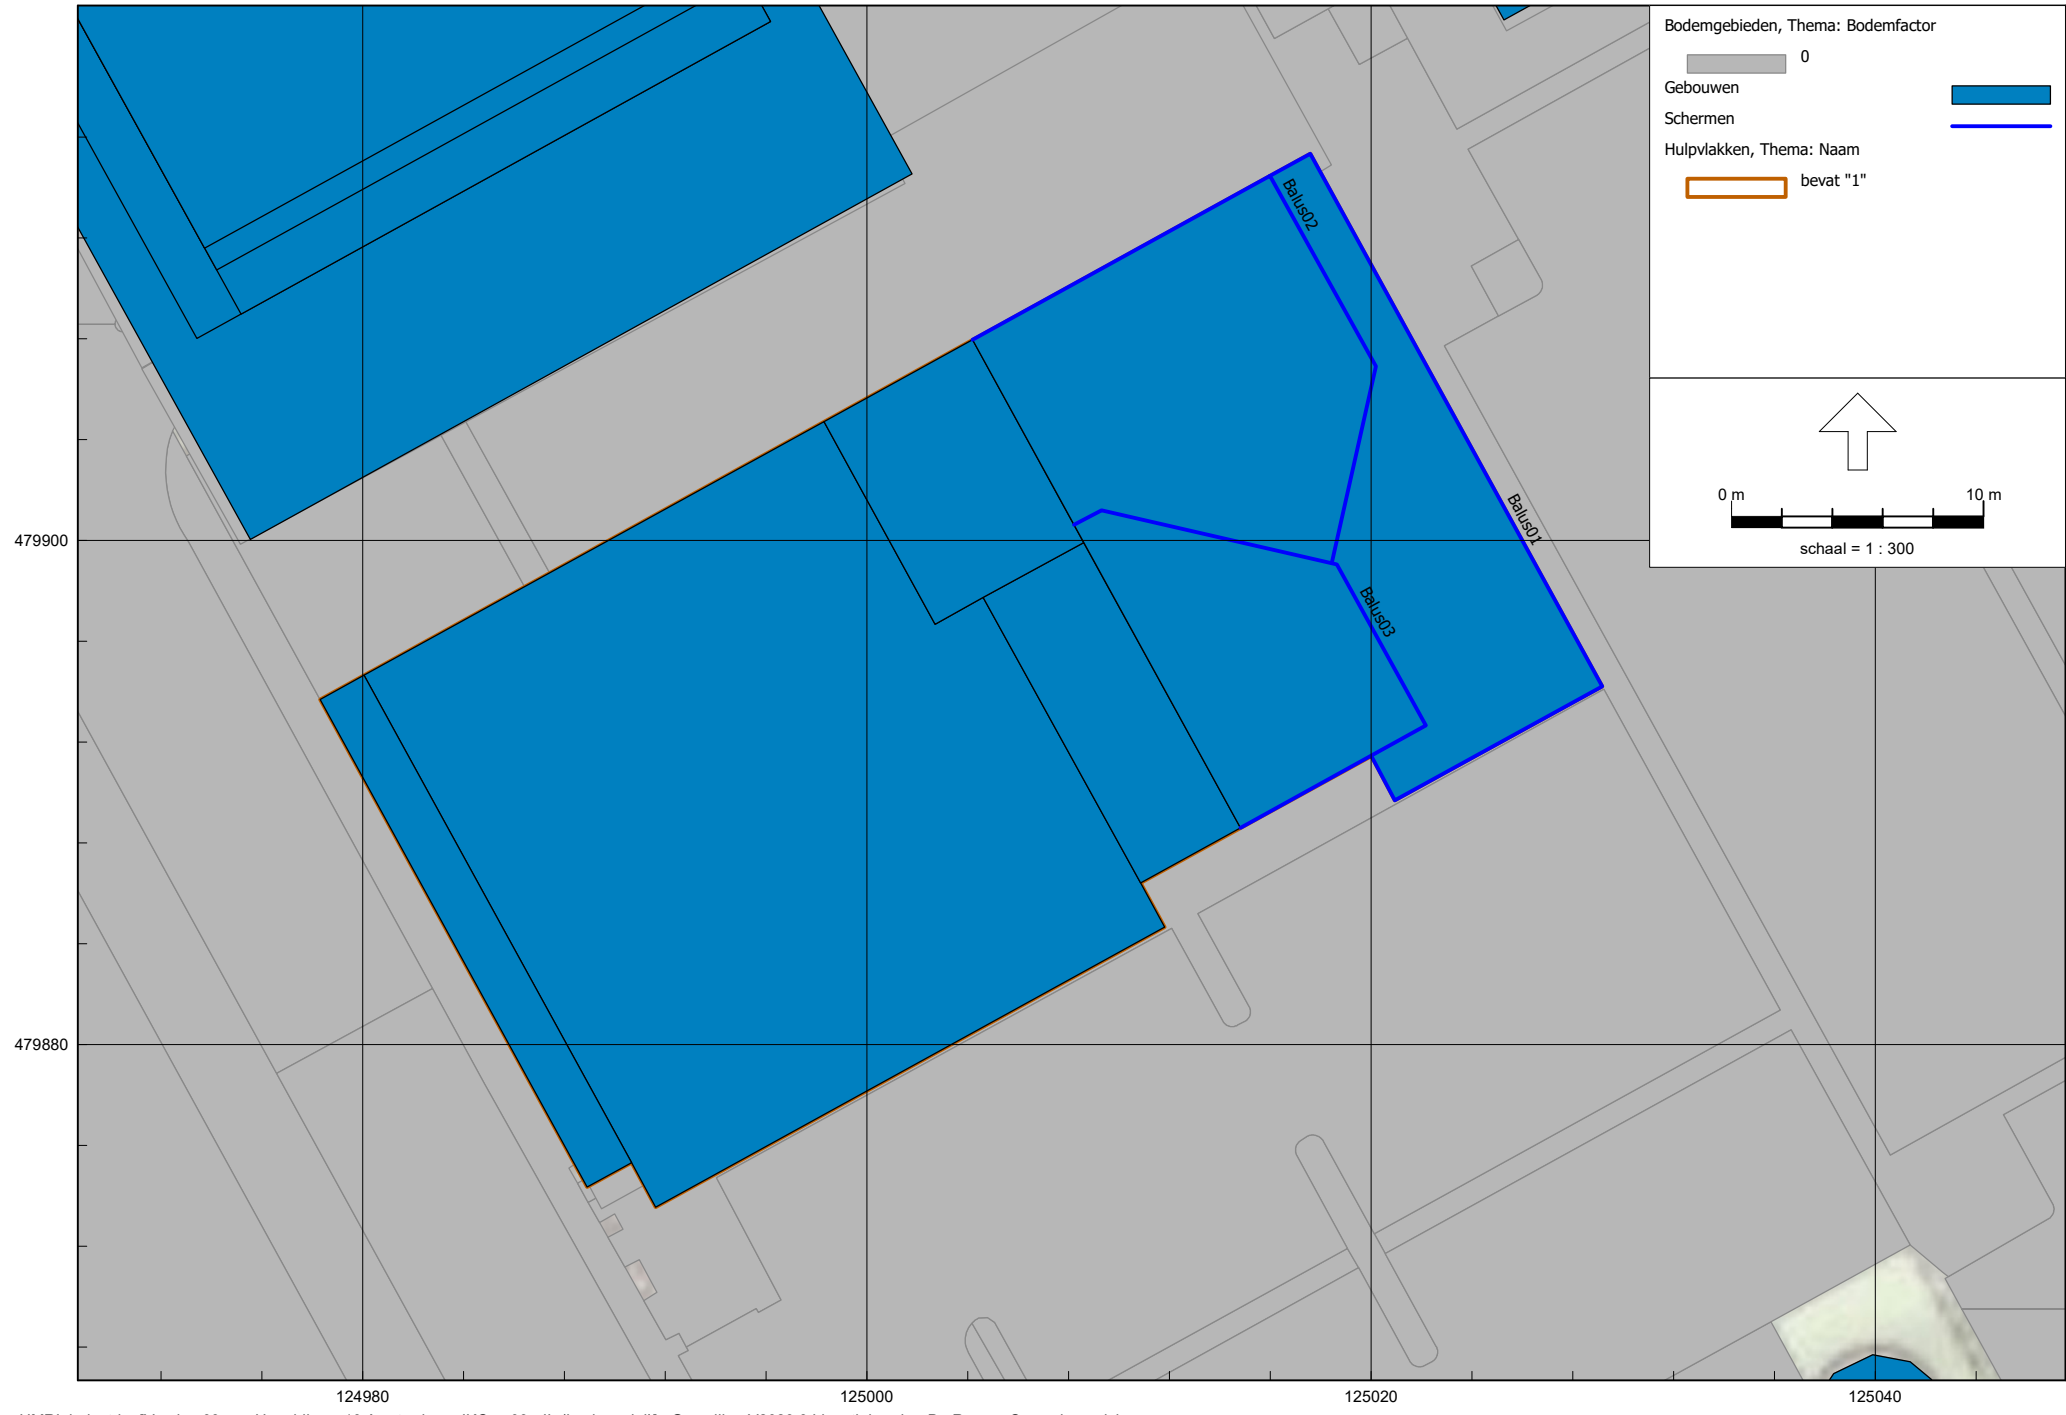 Bodemgebieden, Thema: Bodemfactor
0
Gebouwen
Schermen
Hulpvlakken, Thema: Naam
bevat "1"
0 m
10 m
schaal = 1 : 300
Balus02
Balus01
Balus03
479900
479880
124980
125000
125020
125040